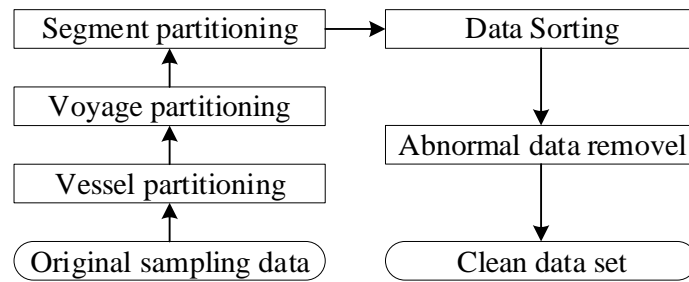 Segment partitioning
Data Sorting
Voyage partitioning
Abnormal data removel
Vessel partitioning
Original sampling data
Clean data set